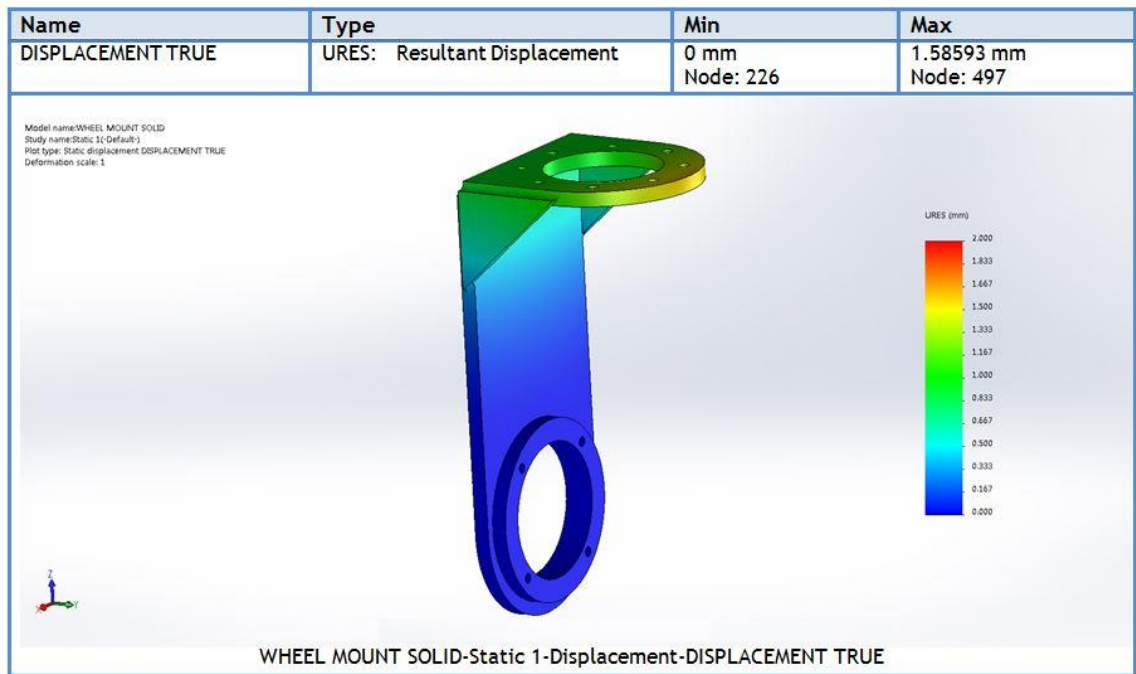 Name Type Min Max
DISPLACEMENT TRUE URES: Resultant Displacement 0 mm 1.58593 mm
Node: 226 Node: 497
Model name:WHEEL MOUNT SOLID
Study name:Static 1(-Default-)
Plot type: Static displacement DISPLACEMENT TRUE
Deformation scale: 1
URES (mm)
2.000
1.833
1.667
1.500
1.333
1.167
1.000
0.833
0.667
0.500
0.333
0.167
0.000
Z
X Y
WHEEL MOUNT SOLID-Static 1-Displacement-DISPLACEMENT TRUE